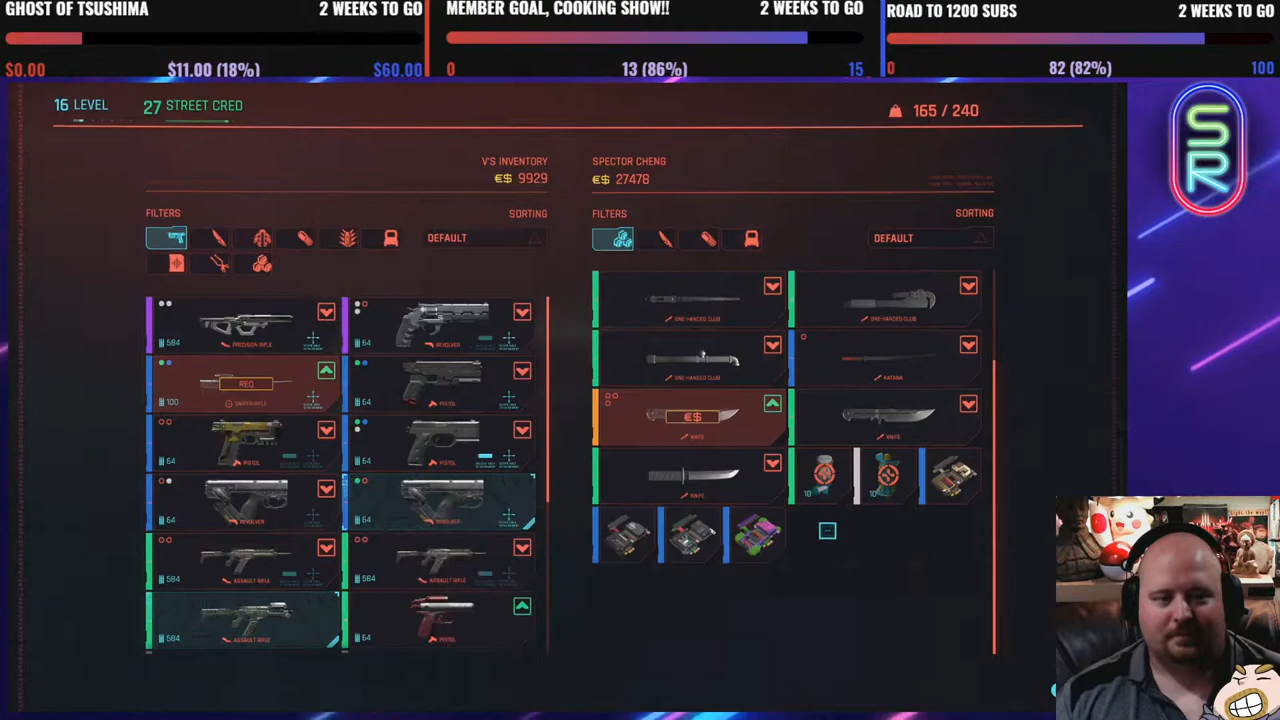 GHOST OF TSUSHIMA 2 WEEKS TO GO
$0.00 $11.00 (18%) $60.00
MEMBER GOAL, COOKING SHOW!! 2 WEEKS TO GO
0 13 (86%) 15
ROAD TO 1200 SUBS 2 WEEKS TO GO
0 82 (82%) 100
SR
16 LEVEL 27 STREET CRED 165 / 240
V'S INVENTORY
€$ 9929
FILTERS SORTING
DEFAULT
584 PRECISION RIFLE
64 REVOLVER
REQ
100 SNIPER RIFLE
64 PISTOL
64 PISTOL
64 PISTOL
64 REVOLVER
64 REVOLVER
584 ASSAULT RIFLE
584 ASSAULT RIFLE
584 ASSAULT RIFLE
64 PISTOL
SPECTOR CHENG
€$ 27478
FILTERS SORTING
DEFAULT
ONE-HANDED CLUB
ONE-HANDED CLUB
ONE-HANDED CLUB
KATANA
€$
KNIFE
KNIFE
KNIFE
10
10